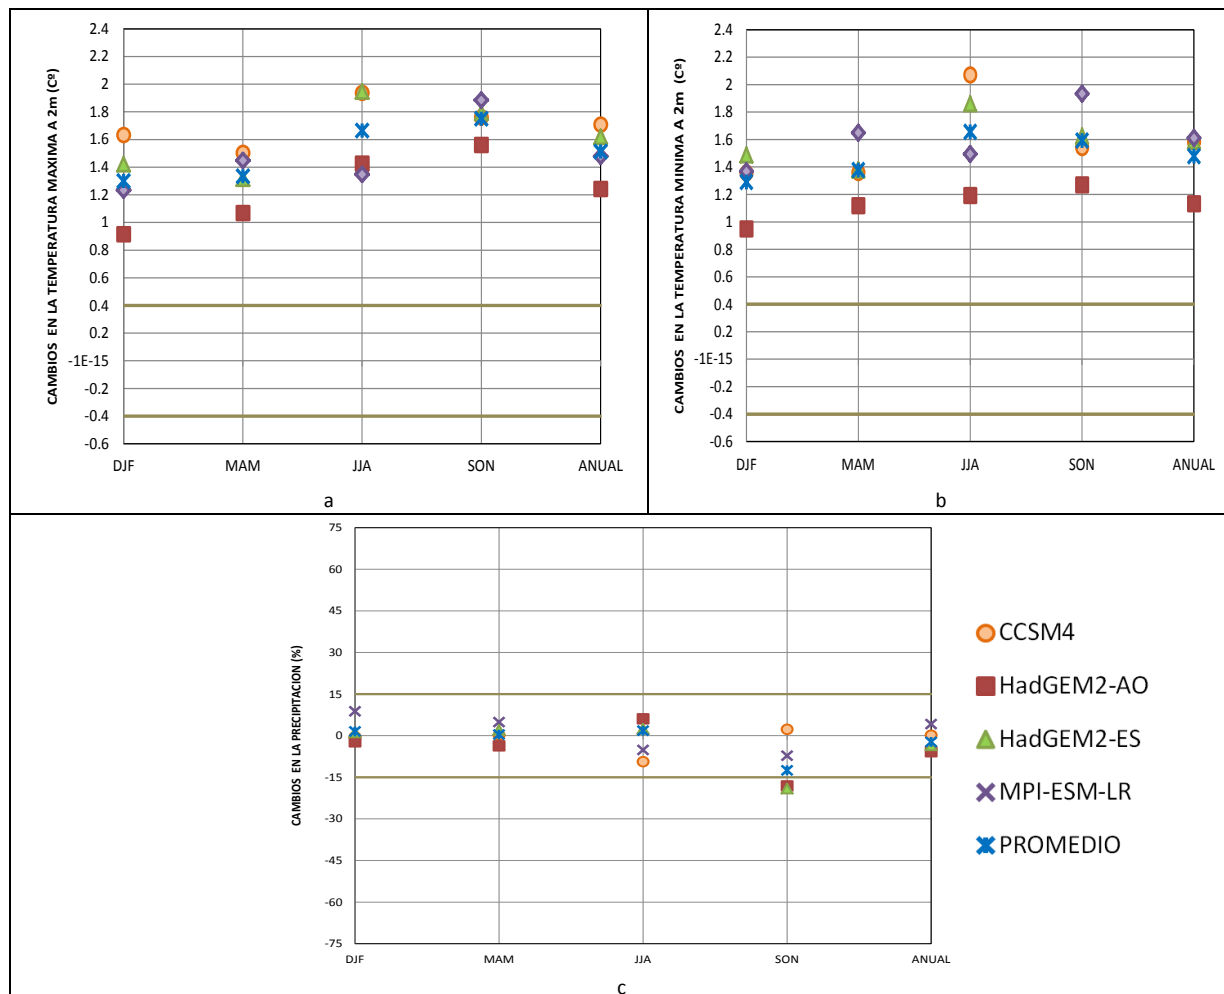 CAMBIOS EN LA TEMPERATURA MAXIMA A 2m (Cº)
2.4
2.2
2
1.8
1.6
1.4
1.2
1
0.8
0.6
0.4
0.2
-1E-15
-0.2
-0.4
-0.6
DJF MAM JJA SON ANUAL
a
CAMBIOS EN LA TEMPERATURA MINIMA A 2m (Cº)
2.4
2.2
2
1.8
1.6
1.4
1.2
1
0.8
0.6
0.4
0.2
-1E-15
-0.2
-0.4
-0.6
DJF MAM JJA SON ANUAL
b
CAMBIOS EN LA PRECIPITACION (%)
75
60
45
30
15
0
-15
-30
-45
-60
-75
DJF MAM JJA SON ANUAL
c
CCSM4
HadGEM2-AO
HadGEM2-ES
MPI-ESM-LR
PROMEDIO